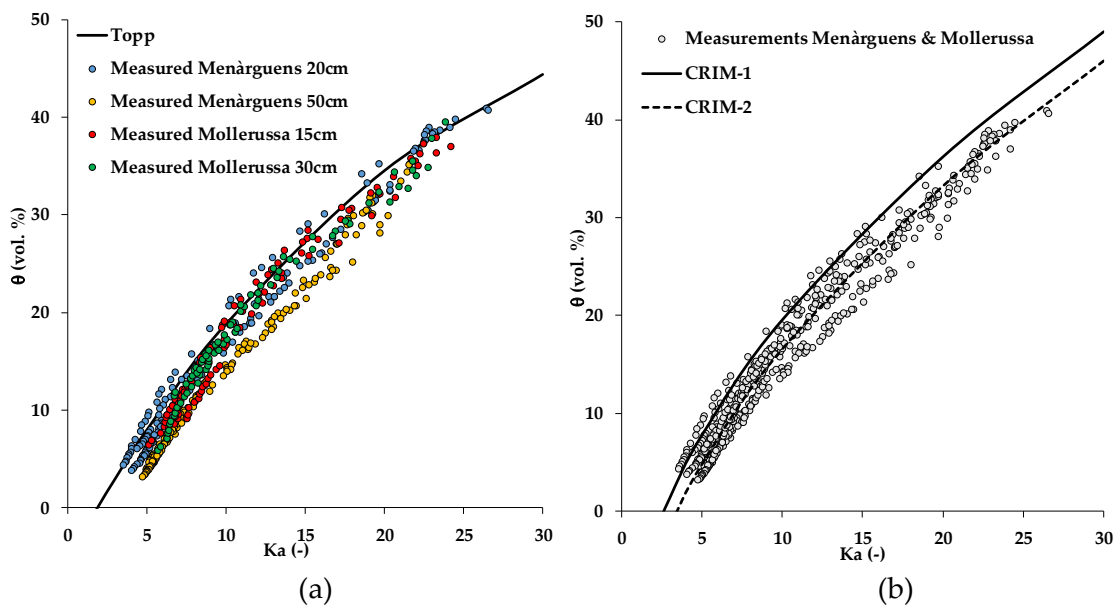 50
40
30
20
10
0
θ (vol. %)
Topp
Measured Menàrguens 20cm
Measured Menàrguens 50cm
Measured Mollerussa 15cm
Measured Mollerussa 30cm
0 5 10 15 20 25 30
Ka (-)
(a)
50
40
30
20
10
0
θ (vol. %)
Measurements Menàrguens & Mollerussa
CRIM-1
CRIM-2
0 5 10 15 20 25 30
Ka (-)
(b)